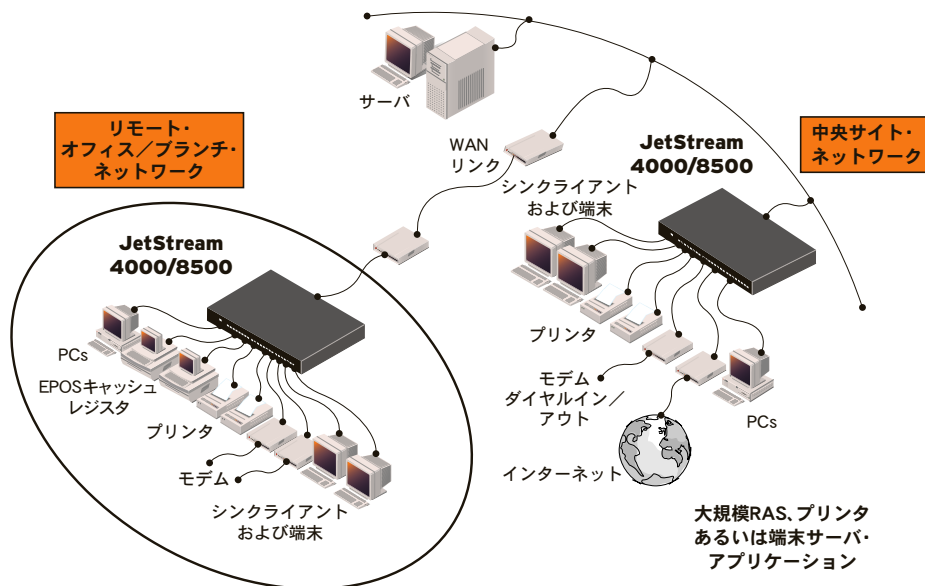 サーバ
リモート・
オフィス／ブランチ・
ネットワーク
WAN
リンク
JetStream
4000/8500
中央サイト・
ネットワーク
シンクライアント
および端末
JetStream
4000/8500
プリンタ
PCs
EPOSキャッシュ
レジスタ
プリンタ
モデム
シンクライアント
および端末
モデム
ダイヤルイン／
アウト
PCs
インターネット
大規模RAS、プリンタ
あるいは端末サーバ・
アプリケーション